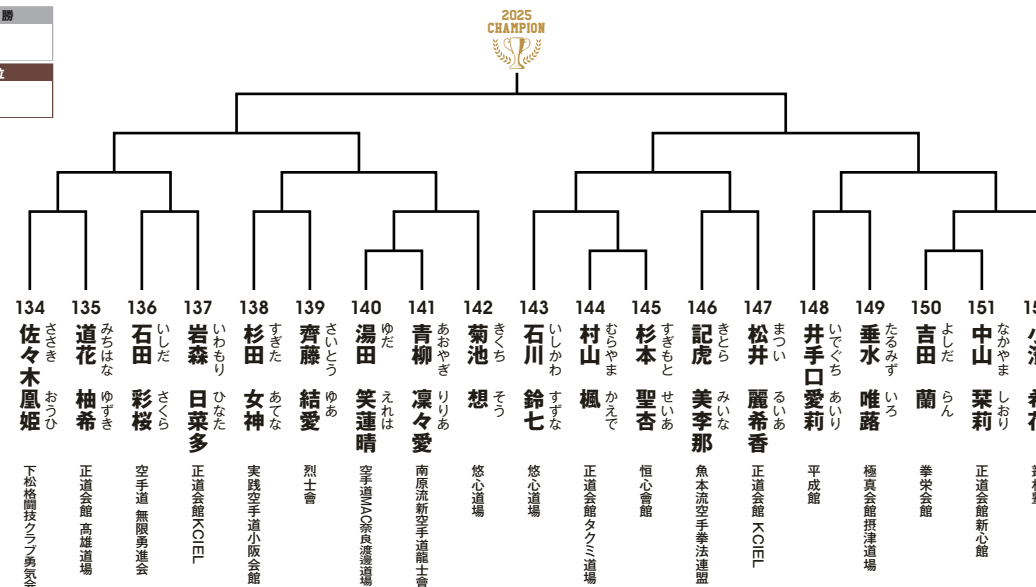 勝
位
2025
CHAMPION
134
佐々木 凰姫
ささき おうひ
下松格闘技クラブ勇気会
135
道花 柚希
みちはな ゆずき
正道会館 髙雄道場
136
石田 彩桜
いしだ さくら
空手道 無限勇進会
137
岩森 日菜多
いわもり ひなた
正道会館KCIEL
138
杉田 女神
すぎた あてな
実践空手道小阪会館
139
齊藤 結愛
さいとう ゆあ
烈士會
140
湯田 笑蓮晴
ゆだ えれは
空手道MAC奈良渡邊道場
141
青柳 凜々愛
あおやぎ りりあ
南原流新空手道龍士會
142
菊池 想
きくち そう
悠心道場
143
石川 鈴七
いしかわ すずな
悠心道場
144
村山 楓
むらやま かえで
正道会館タクミ道場
145
杉本 聖杏
すぎもと せいあ
恒心會館
146
記虎 美李那
きとら みいな
魚本流空手拳法連盟
147
松井 麗希香
まつい るいあ
正道会館 KCIEL
148
井手口 愛莉
いでぐち あいり
平成館
149
垂水 唯蕗
たるみず いろ
極真会館摂津道場
150
吉田 蘭
よしだ らん
拳栄会館
151
中山 栞莉
なかやま しおり
正道会館新心館